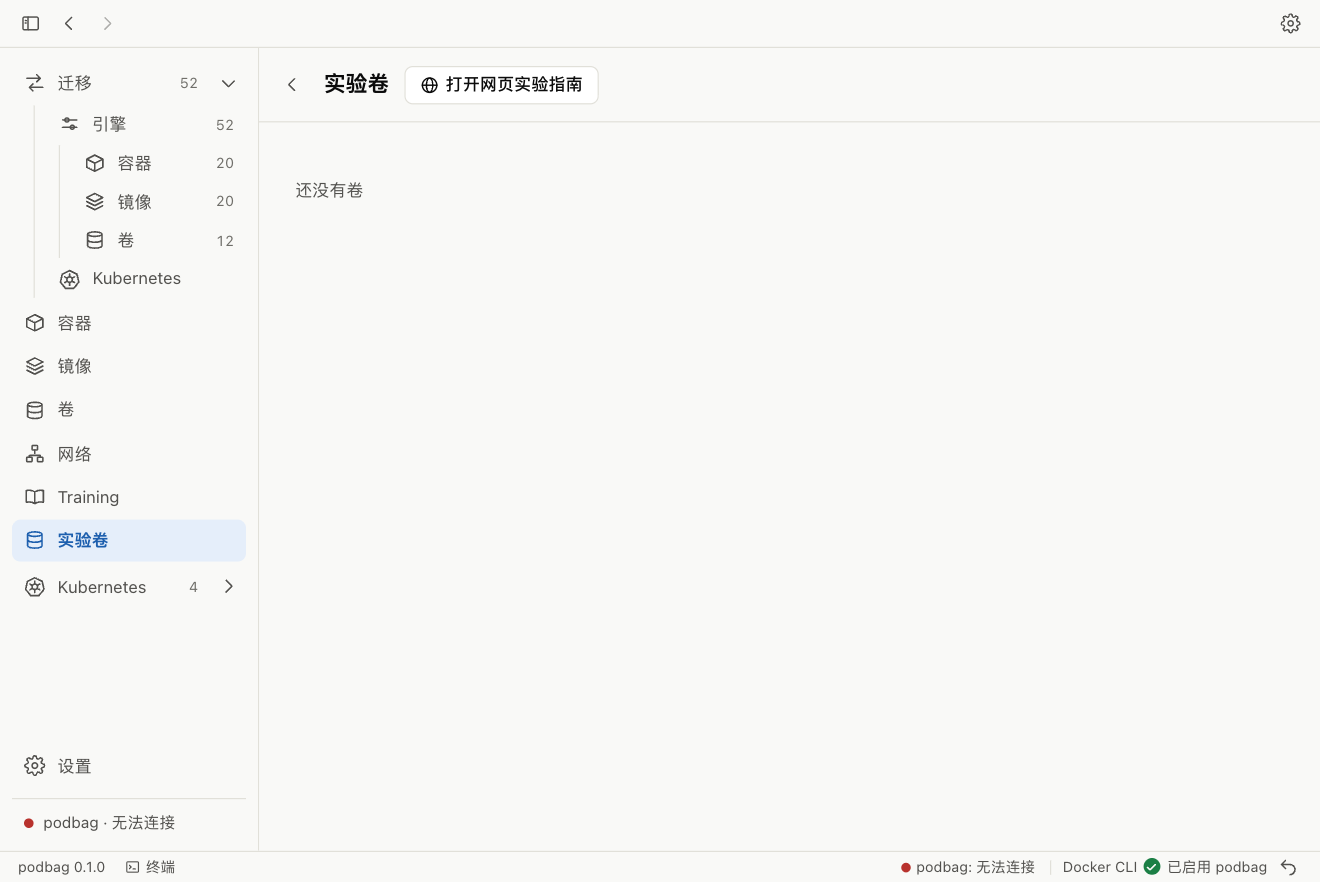 迁移 52
引擎 52
容器 20
镜像 20
卷 12
Kubernetes
容器
镜像
卷
网络
Training
实验卷
Kubernetes 4
设置
podbag · 无法连接
实验卷 打开网页实验指南
还没有卷
podbag 0.1.0 终端 podbag: 无法连接 Docker CLI 已启用 podbag